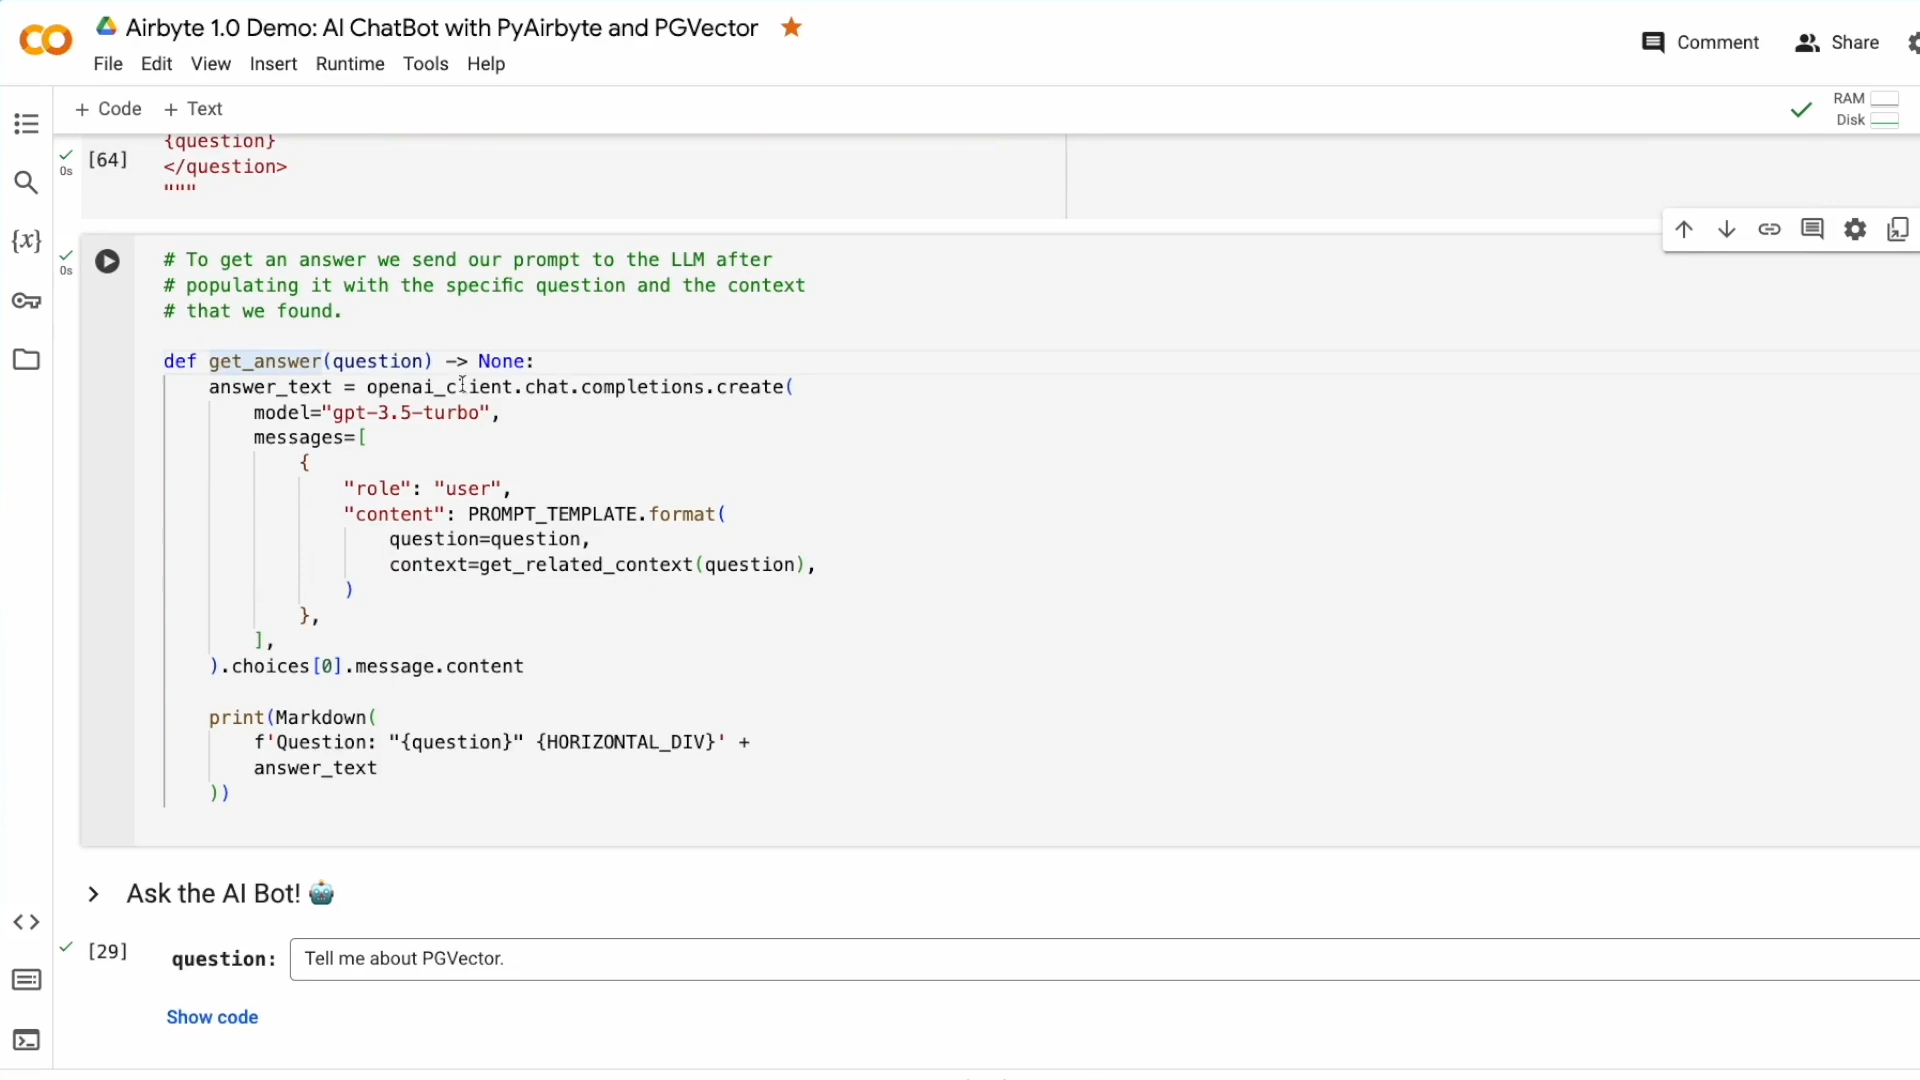 Airbyte 1.0 Demo: AI ChatBot with PyAirbyte and PGVector
Comment
Share
File Edit View Insert Runtime Tools Help
+ Code + Text
RAM
Disk
{question}
[64]
0s
</question>
"""
{x}
0s
# To get an answer we send our prompt to the LLM after
# populating it with the specific question and the context
# that we found.
def get_answer(question) -> None:
answer_text = openai_client.chat.completions.create(
model="gpt-3.5-turbo",
messages=[
{
"role": "user",
"content": PROMPT_TEMPLATE.format(
question=question,
context=get_related_context(question),
)
},
],
).choices[0].message.content
print(Markdown(
f'Question: "{question}" {HORIZONTAL_DIV}' +
answer_text
))
Ask the AI Bot! 🤖
[29]
question: Tell me about PGVector.
Show code